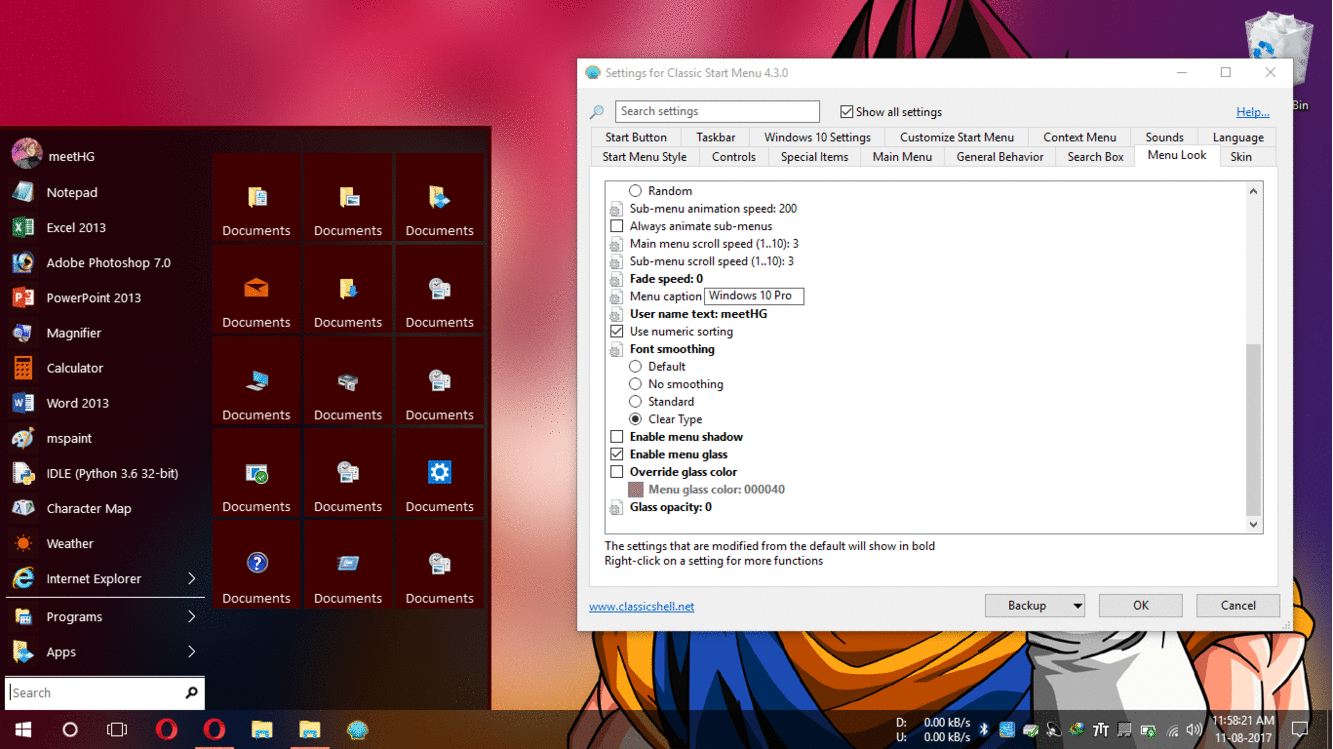 Bin
meetHG
Notepad
Excel 2013
Adobe Photoshop 7.0
PowerPoint 2013
Magnifier
Calculator
Word 2013
mspaint
IDLE (Python 3.6 32-bit)
Character Map
Weather
Internet Explorer
Programs
Apps
Search
Documents Documents Documents
Documents Documents Documents
Documents Documents Documents
Documents Documents Documents
Documents Documents Documents
Settings for Classic Start Menu 4.3.0
Search settings
Show all settings
Help...
Start Button Taskbar Windows 10 Settings Customize Start Menu Context Menu Sounds Language
Start Menu Style Controls Special Items Main Menu General Behavior Search Box Menu Look Skin
Random
Sub-menu animation speed: 200
Always animate sub-menus
Main menu scroll speed (1..10): 3
Sub-menu scroll speed (1..10): 3
Fade speed: 0
Menu caption Windows 10 Pro
User name text: meetHG
Use numeric sorting
Font smoothing
Default
No smoothing
Standard
Clear Type
Enable menu shadow
Enable menu glass
Override glass color
Menu glass color: 000040
Glass opacity: 0
The settings that are modified from the default will show in bold
Right-click on a setting for more functions
www.classicshell.net
Backup OK Cancel
D: 0.00 kB/s
U: 0.00 kB/s
7TT
11:58:21 AM
11-08-2017